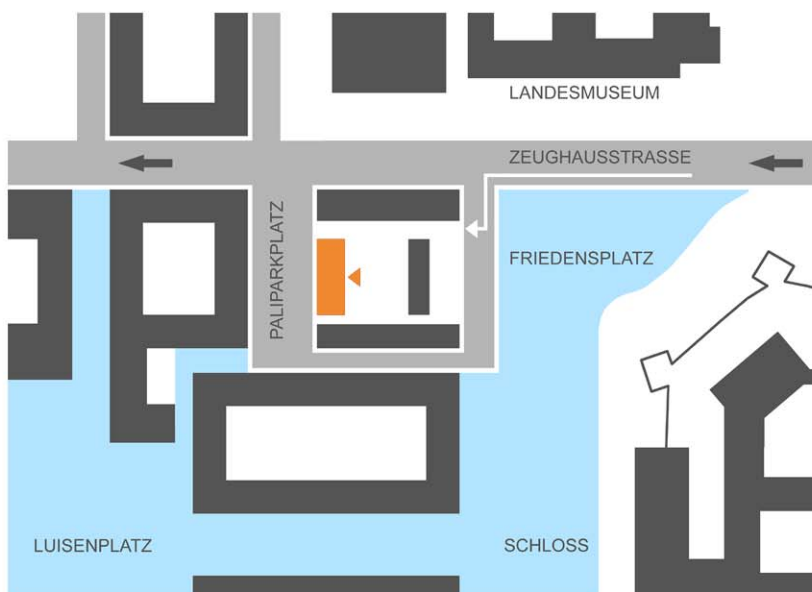 LANDESMUSEUM
ZEUGHAUSSTRASSE
PALIPARKPLATZ
FRIEDENSPLATZ
LUISENPLATZ
SCHLOSS